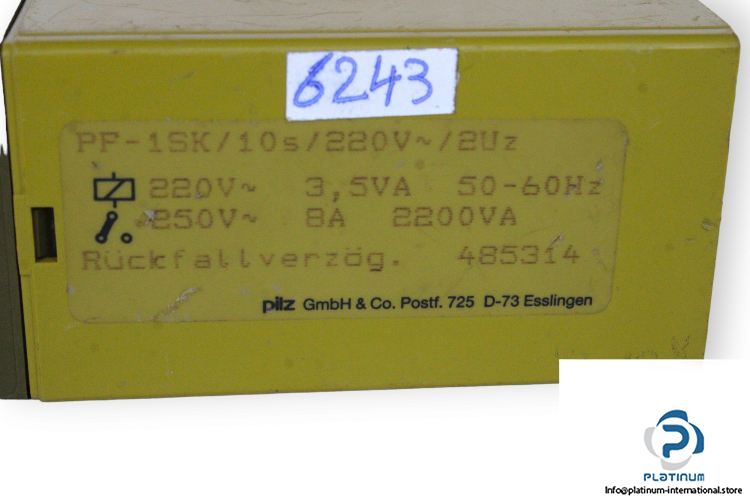 6243
PF-1SK/10s/220V~/2Uz
220V~ 3,5VA 50-60Hz
250V~ 8A 2200VA
Rückfallverzög. 485314
pilz GmbH & Co. Postf. 725 D-73 Esslingen
PLATINUM
Info@platinum-international.store